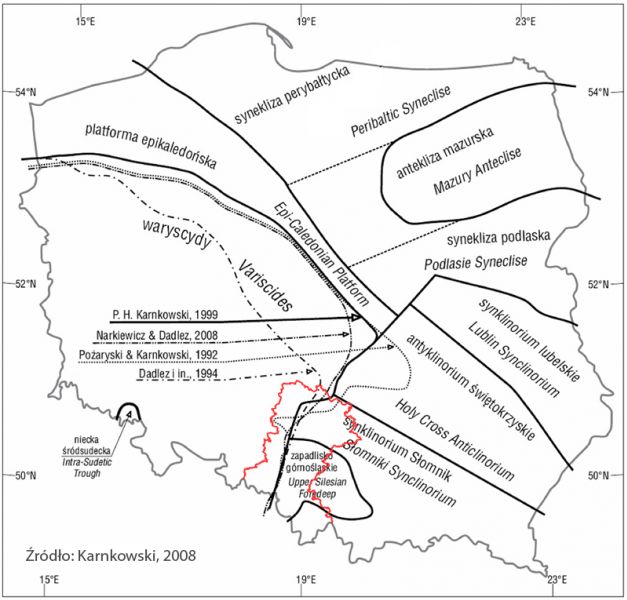 19°E
23°E
54°N
54°N
synekliza perybałtycka
Peribaltic Syneclise
platforma epikaledońska
antekliza mazurska
Mazury Anteclise
Epi-Caledonian Platform
waryscydy
Variscides
synekliza podłaska
Podlasie Syneclise
52°N
52°N
P. H. Karnkowski, 1999
Narkiewicz & Dadlez, 2008
Pożaryski & Karnkowski, 1992
Dadlez i in., 1994
synklinorium lubelskie
Lublin Synclinorium
antyklinorium świętokrzyskie
Holy Cross Anticlinorium
synklinorium Słomnik
Słomniki Synclinorium
niecka
śródsudecka
Intra-Sudetic
Trough
zapadlisko
górnośląskie
Upper Silesian
Foredeep
50°N
50°N
Źródło: Karnkowski, 2008
15°E
19°E
23°E